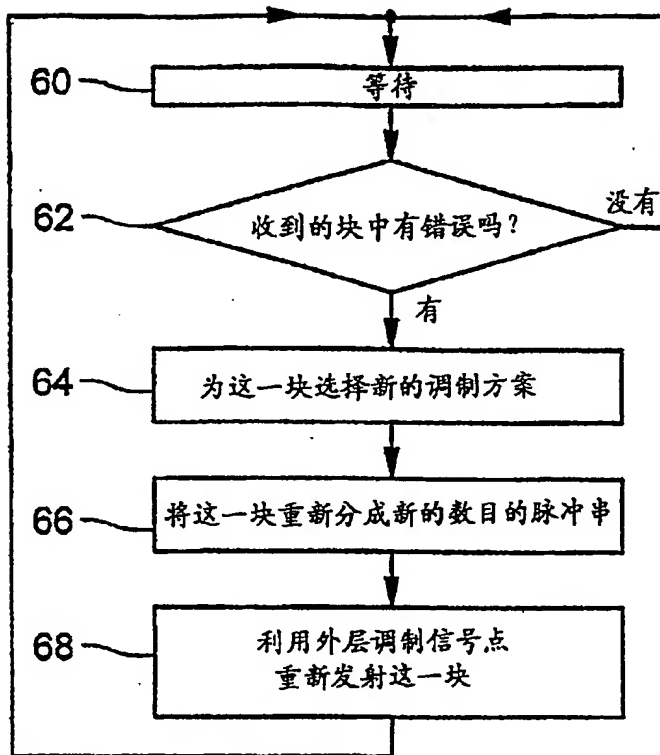 60
等待
62
收到的块中有错误吗?
没有
有
64
为这一块选择新的调制方案
66
将这一块重新分成新的数目的脉冲串
68
利用外层调制信号点
重新发射这一块